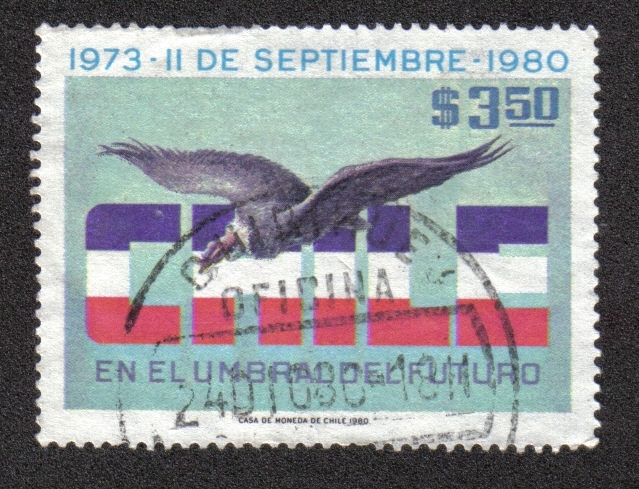 1973 - II DE SEPTIEMBRE - 1980
$ 3.50
CHILE
OFICINA
EN EL UMBRAL DEL FUTURO
CASA DE MONEDA DE CHILE 1980